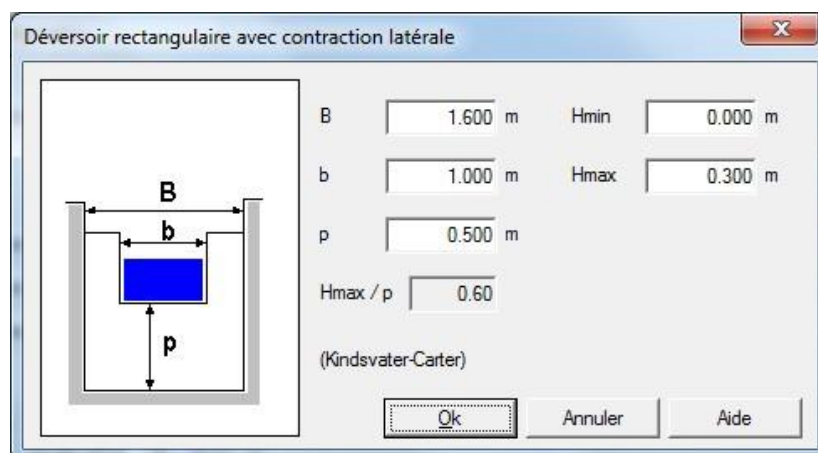 Déversoir rectangulaire avec contraction latérale
B
b
p
B 1.600 m Hmin 0.000 m
b 1.000 m Hmax 0.300 m
p 0.500 m
Hmax / p 0.60
(Kindsvater-Carter)
Ok Annuler Aide